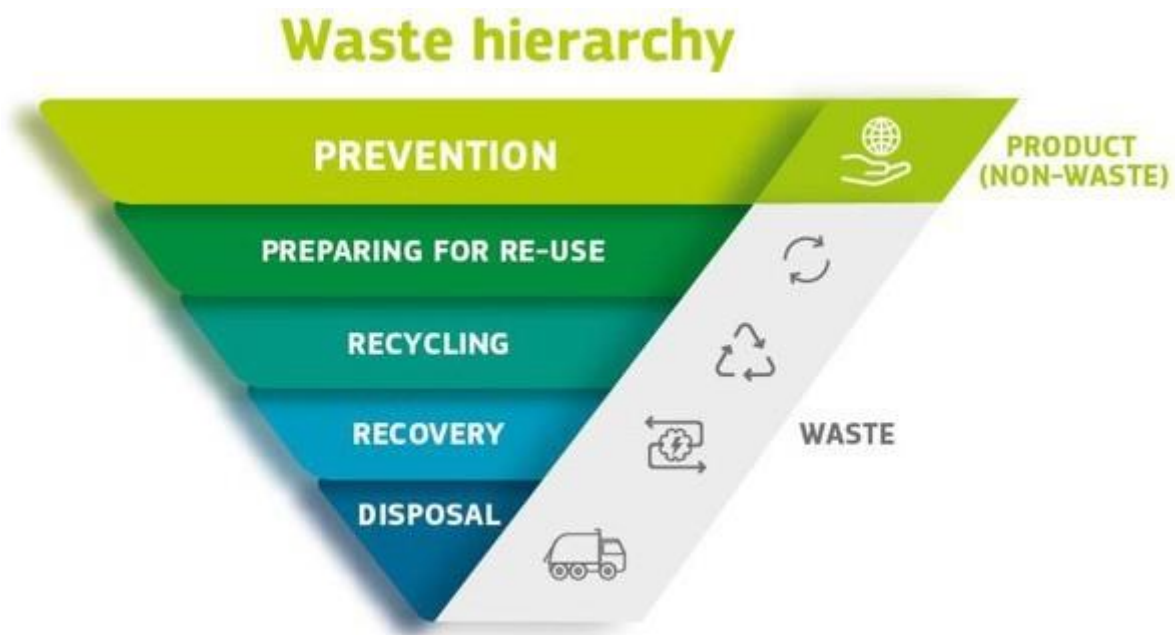 Waste hierarchy
PREVENTION
PRODUCT
(NON-WASTE)
PREPARING FOR RE-USE
RECYCLING
RECOVERY
WASTE
DISPOSAL